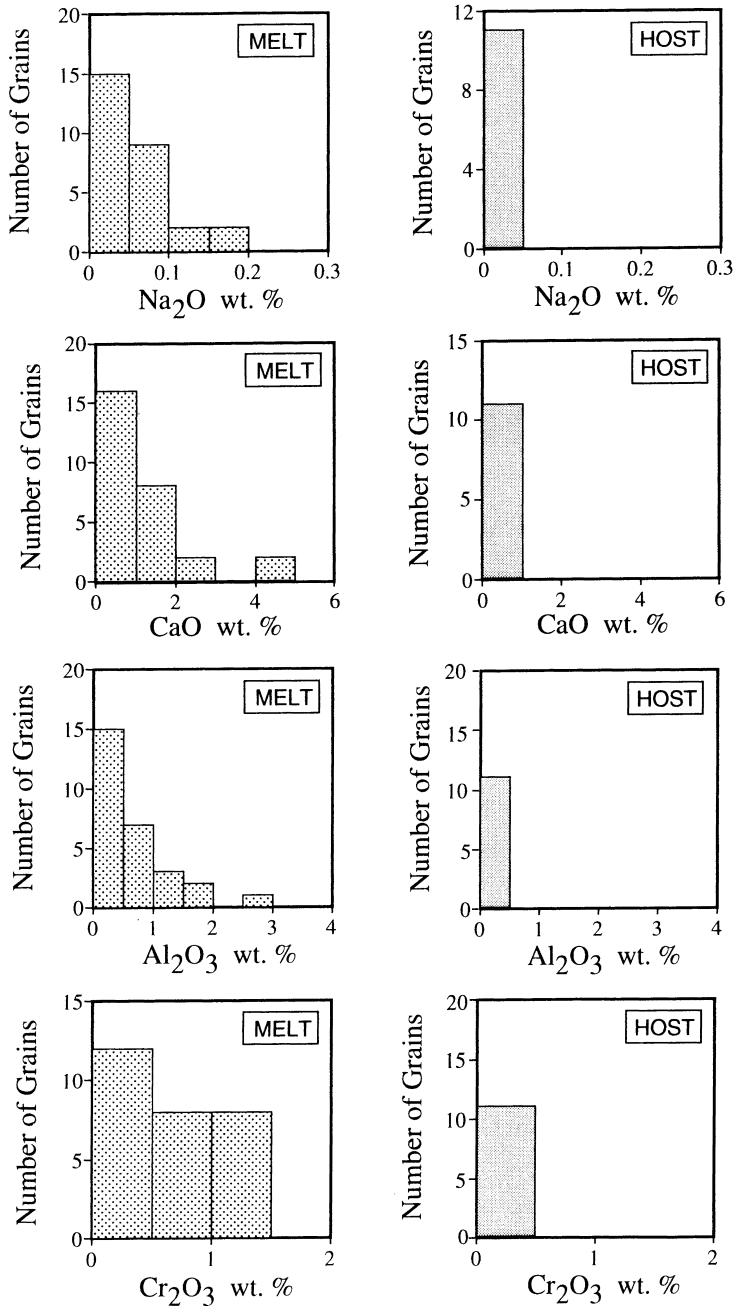 Number of Grains
20
15
10
5
0
MELT
0 0.1 0.2 0.3
Na2O wt. %
Number of Grains
12
8
4
0
HOST
0 0.1 0.2 0.3
Na2O wt. %
Number of Grains
20
15
10
5
0
MELT
0 2 4 6
CaO wt. %
Number of Grains
15
10
5
0
HOST
0 2 4 6
CaO wt. %
Number of Grains
20
15
10
5
0
MELT
0 1 2 3 4
Al2O3 wt. %
Number of Grains
20
15
10
5
0
HOST
0 1 2 3 4
Al2O3 wt. %
Number of Grains
15
10
5
0
MELT
0 1 2
Cr2O3 wt. %
Number of Grains
20
15
10
5
0
HOST
0 1 2
Cr2O3 wt. %